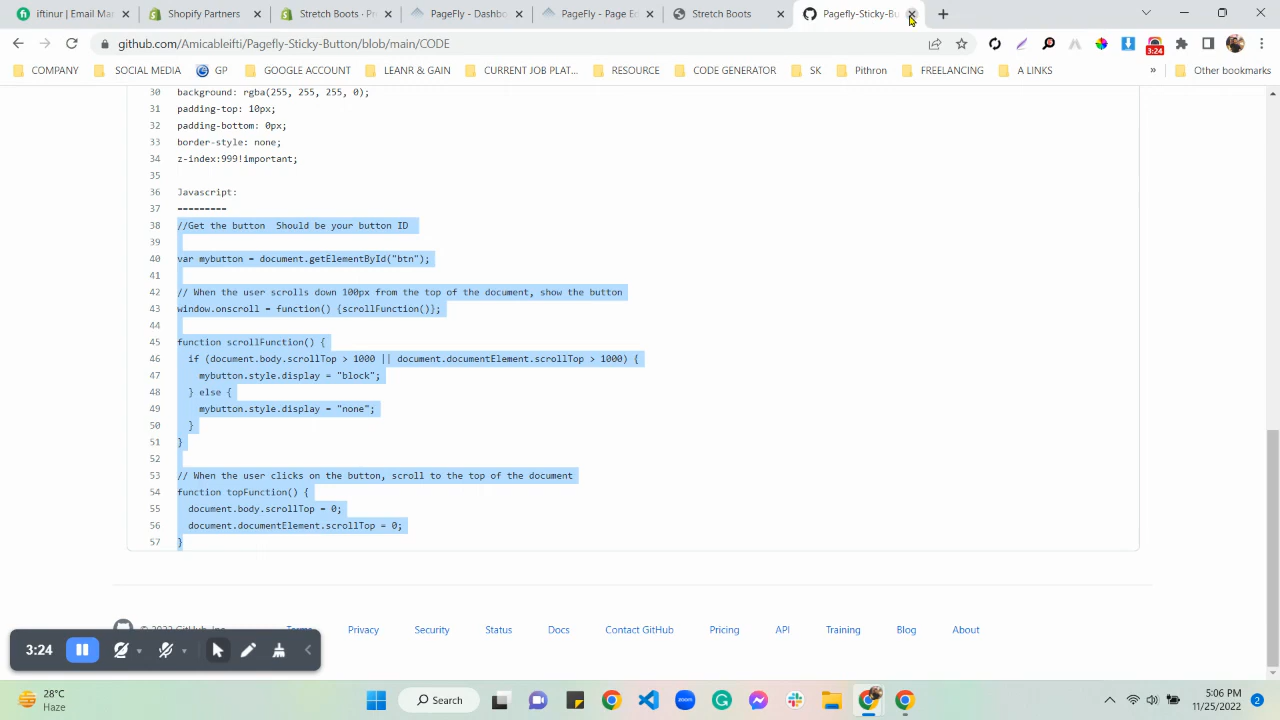 iftinur | Email Mar
Shopify Partners
Stretch Boots · Pr
PageFly - Dashbo
PageFly - Page Ed
Stretch Boots
Pagefly-Sticky-Bu
github.com/Amicableifti/Pagefly-Sticky-Button/blob/main/CODE
3:24
COMPANY
SOCIAL MEDIA
GP
GOOGLE ACCOUNT
LEANR & GAIN
CURRENT JOB PLAT...
RESOURCE
CODE GENERATOR
SK
Pithron
FREELANCING
A LINKS
»
Other bookmarks
30 background: rgba(255, 255, 255, 0);
31 padding-top: 10px;
32 padding-bottom: 0px;
33 border-style: none;
34 z-index:999!important;
35
36 Javascript:
37 ---------
38 //Get the button  Should be your button ID
39
40 var mybutton = document.getElementById("btn");
41
42 // When the user scrolls down 100px from the top of the document, show the button
43 window.onscroll = function() {scrollFunction()};
44
45 function scrollFunction() {
46 if (document.body.scrollTop > 1000 || document.documentElement.scrollTop > 1000) {
47 mybutton.style.display = "block";
48 } else {
49 mybutton.style.display = "none";
50 }
51 }
52
53 // When the user clicks on the button, scroll to the top of the document
54 function topFunction() {
55 document.body.scrollTop = 0;
56 document.documentElement.scrollTop = 0;
57 }
© 2022 GitHub, Inc.
Terms
Privacy
Security
Status
Docs
Contact GitHub
Pricing
API
Training
Blog
About
3:24
28°C
Haze
Search
5:06 PM
11/25/2022
2